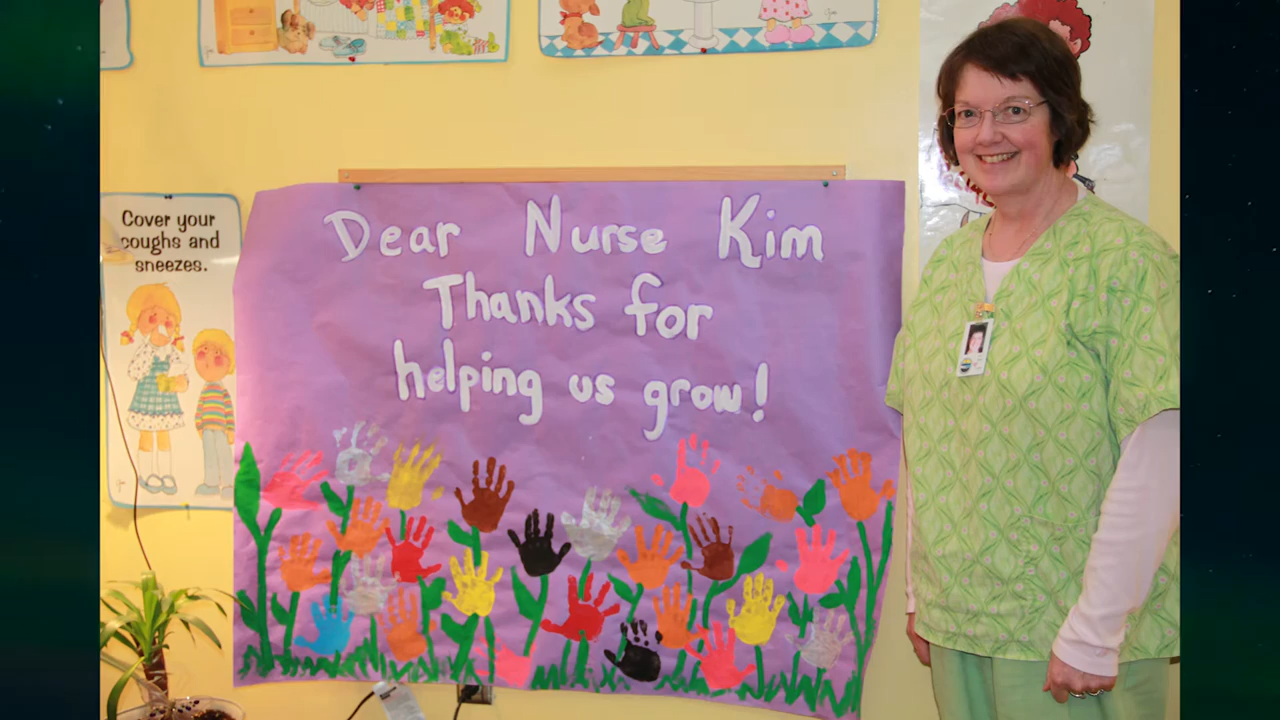 Cover your
coughs and
sneezes.
Dear Nurse Kim
Thanks for
helping us grow!